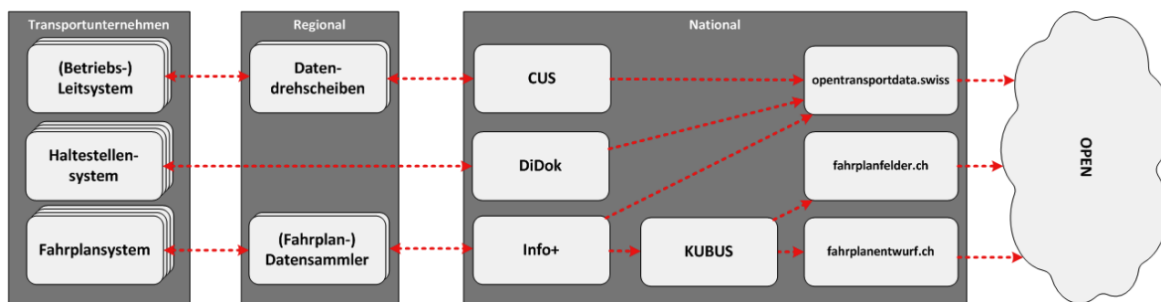 Transportunternehmen
Regional
National
(Betriebs-)
Leitsystem
Daten-
drehscheiben
CUS
opentransportdata.swiss
Haltestellen-
system
DiDok
fahrplanfelder.ch
OPEN
Fahrplansystem
(Fahrplan-)
Datensammler
Info+
KUBUS
fahrplanentwurf.ch